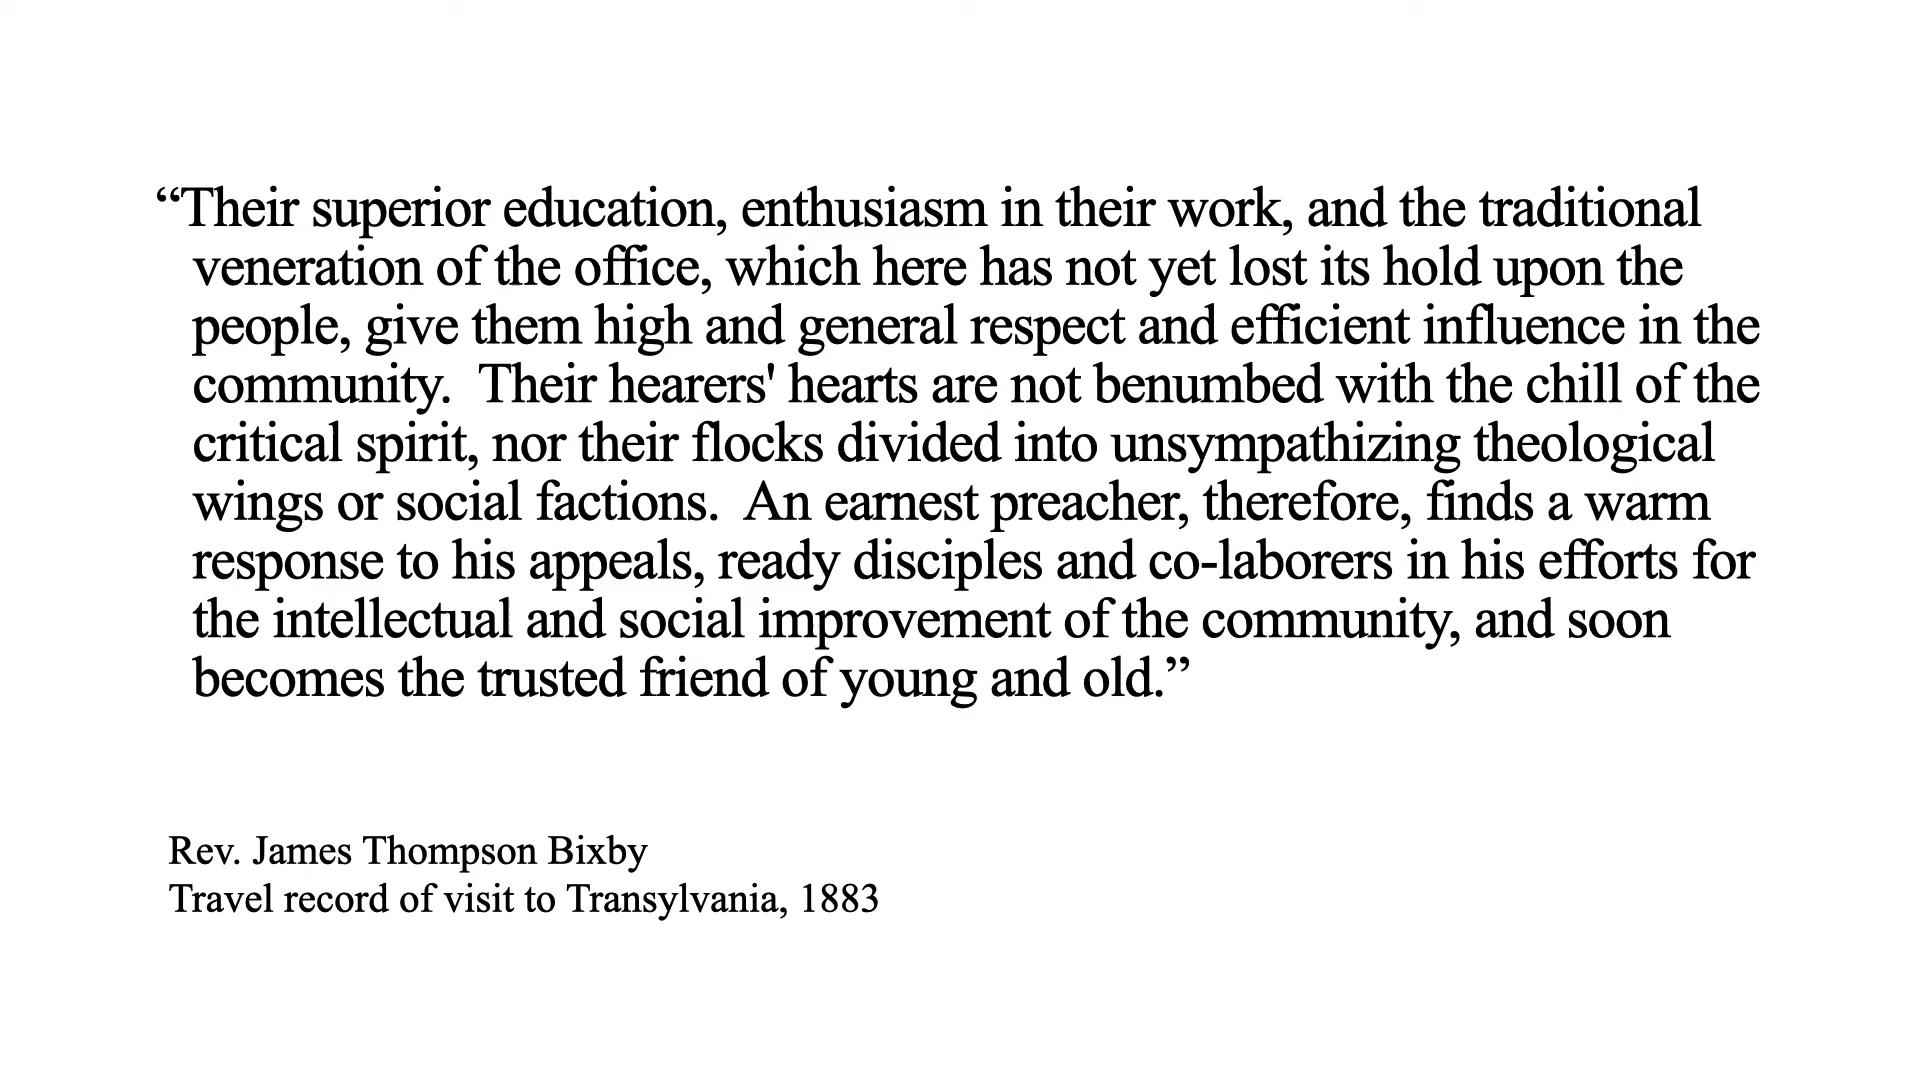 “Their superior education, enthusiasm in their work, and the traditional
veneration of the office, which here has not yet lost its hold upon the
people, give them high and general respect and efficient influence in the
community.  Their hearers' hearts are not benumbed with the chill of the
critical spirit, nor their flocks divided into unsympathizing theological
wings or social factions.  An earnest preacher, therefore, finds a warm
response to his appeals, ready disciples and co-laborers in his efforts for
the intellectual and social improvement of the community, and soon
becomes the trusted friend of young and old.”
Rev. James Thompson Bixby
Travel record of visit to Transylvania, 1883